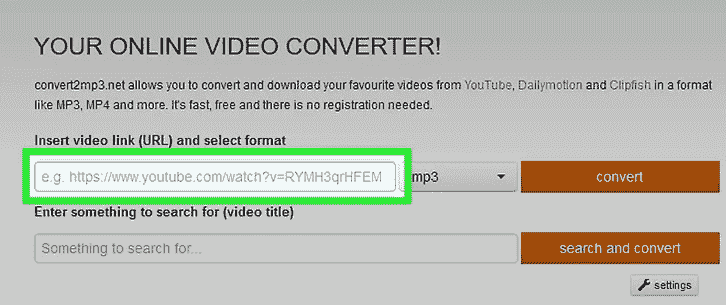 YOUR ONLINE VIDEO CONVERTER!
convert2mp3.net allows you to convert and download your favourite videos from YouTube, Dailymotion and Clipfish in a format
like MP3, MP4 and more. It's fast, free and there is no registration needed.
Insert video link (URL) and select format
e.g. https://www.youtube.com/watch?v=RYMH3qrHFEM mp3 convert
Enter something to search for (video title)
Something to search for... search and convert
settings